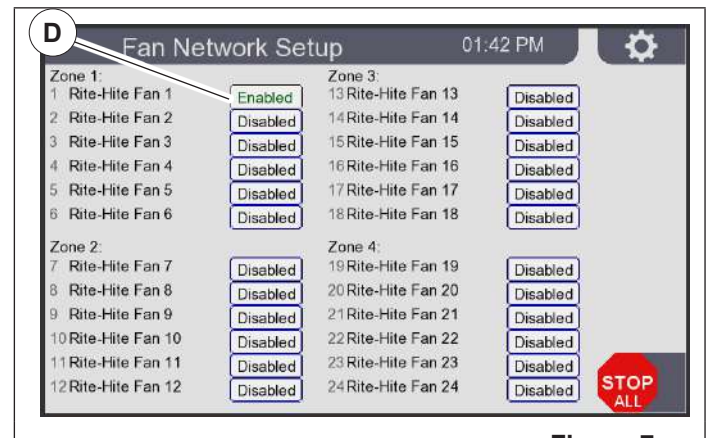 D
Fan Network Setup
01:42 PM
Zone 1:
1 Rite-Hite Fan 1 Enabled
2 Rite-Hite Fan 2 Disabled
3 Rite-Hite Fan 3 Disabled
4 Rite-Hite Fan 4 Disabled
5 Rite-Hite Fan 5 Disabled
6 Rite-Hite Fan 6 Disabled
Zone 2:
7 Rite-Hite Fan 7 Disabled
8 Rite-Hite Fan 8 Disabled
9 Rite-Hite Fan 9 Disabled
10 Rite-Hite Fan 10 Disabled
11 Rite-Hite Fan 11 Disabled
12 Rite-Hite Fan 12 Disabled
Zone 3:
13 Rite-Hite Fan 13 Disabled
14 Rite-Hite Fan 14 Disabled
15 Rite-Hite Fan 15 Disabled
16 Rite-Hite Fan 16 Disabled
17 Rite-Hite Fan 17 Disabled
18 Rite-Hite Fan 18 Disabled
Zone 4:
19 Rite-Hite Fan 19 Disabled
20 Rite-Hite Fan 20 Disabled
21 Rite-Hite Fan 21 Disabled
22 Rite-Hite Fan 22 Disabled
23 Rite-Hite Fan 23 Disabled
24 Rite-Hite Fan 24 Disabled
STOP
ALL